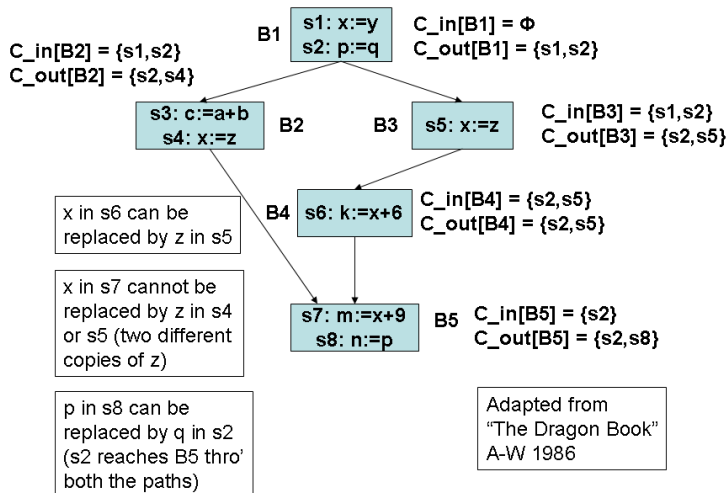 B1
s1: x:=y
s2: p:=q
C_in[B1] = Φ
C_out[B1] = {s1,s2}
C_in[B2] = {s1,s2}
C_out[B2] = {s2,s4}
s3: c:=a+b
s4: x:=z
B2
B3
s5: x:=z
C_in[B3] = {s1,s2}
C_out[B3] = {s2,s5}
x in s6 can be
replaced by z in s5
B4
s6: k:=x+6
C_in[B4] = {s2,s5}
C_out[B4] = {s2,s5}
x in s7 cannot be
replaced by z in s4
or s5 (two different
copies of z)
s7: m:=x+9
s8: n:=p
B5
C_in[B5] = {s2}
C_out[B5] = {s2,s8}
p in s8 can be
replaced by q in s2
(s2 reaches B5 thro'
both the paths)
Adapted from
“The Dragon Book”
A-W 1986